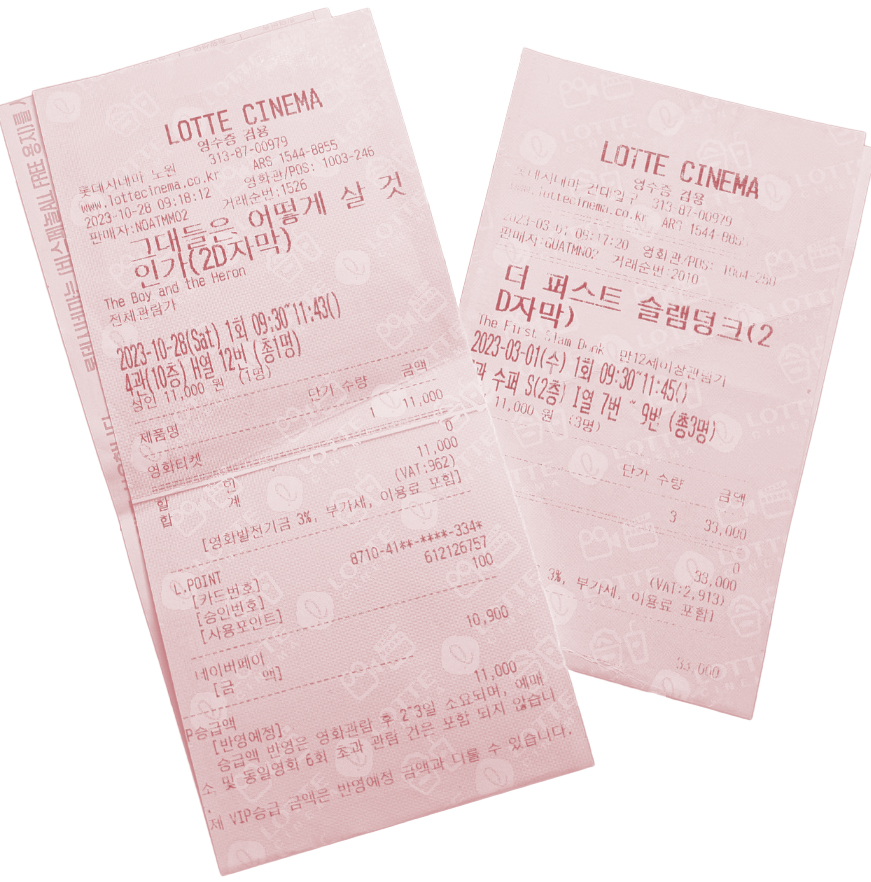 LOTTE CINEMA
영수증 겸용
313-87-00979
롯데시네마 노원 ARS 1544-8855
www.lottecinema.co.kr 영화관/POS: 1003-246
2023-10-28 09:18:12 거래순번:1526
판매자:NOATMM02
그대들은 어떻게 살 것
인가(2D자막)
The Boy and the Heron
전체관람가
2023-10-28(Sat) 1회 09:30~11:43()
4관(10층) H열 12번 (총1명)
성인 11,000 원 (1명)
단가 수량 금액
제품명
1 11,000
영화티켓
0
할 인
11,000
합 계
(VAT:962)
[영화발전기금 3%, 부가세, 이용료 포함]
L.POINT
[카드번호] 8710-41**-****-334*
[승인번호] 612126757
[사용포인트] 100
네이버페이
[금 액] 10,900
P승급액
[반영예정] 11,000
승급액 반영은 영화관람 후 2~3일 소요되며, 예매
소 및 동일영화 6회 초과 관람 건은 포함 되지 않습니
제 VIP승급 금액은 반영예정 금액과 다를 수 있습니다.
LOTTE CINEMA
영수증 겸용
롯데시네마 건대입구 313-87-00979
www.lottecinema.co.kr ARS 1544-
2023-03-01 09:17:20 영화관/POS: 1004-250
판매자:GUATMN02 거래순번:2010
더 퍼스트 슬램덩크(2
D자막)
The First Slam Dunk 만12세이상관람가
2023-03-01(수) 1회 09:30~11:45()
관 수퍼 S(2층) I열 7번 ~ 9번 (총3명)
11,000 원 (3명)
단가 수량 금액
3 33,000
0
33,000
(VAT:2,913)
3%, 부가세, 이용료 포함]
33,000